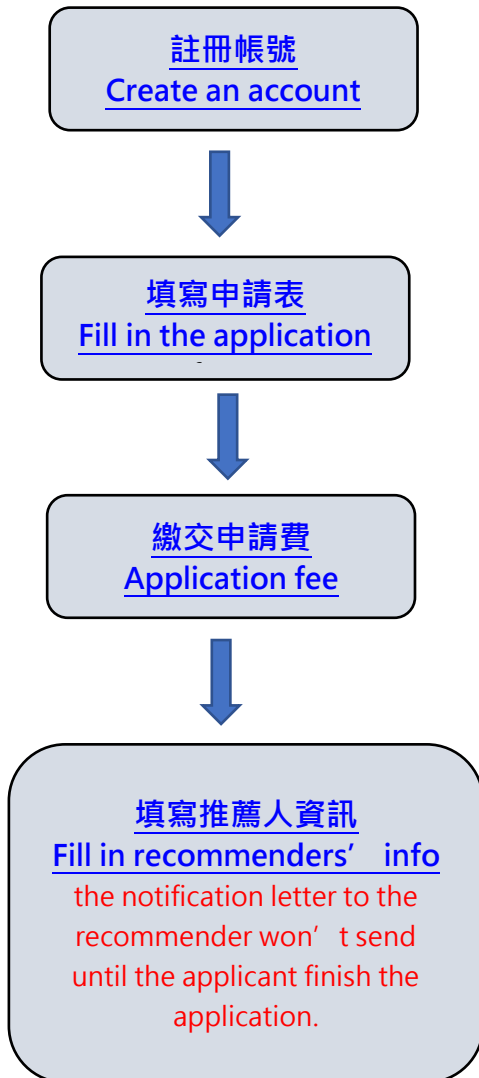 註冊帳號
Create an account
填寫申請表
Fill in the application
繳交申請費
Application fee
填寫推薦人資訊
Fill in recommenders’ info
the notification letter to the
recommender won’t send
until the applicant finish the
application.